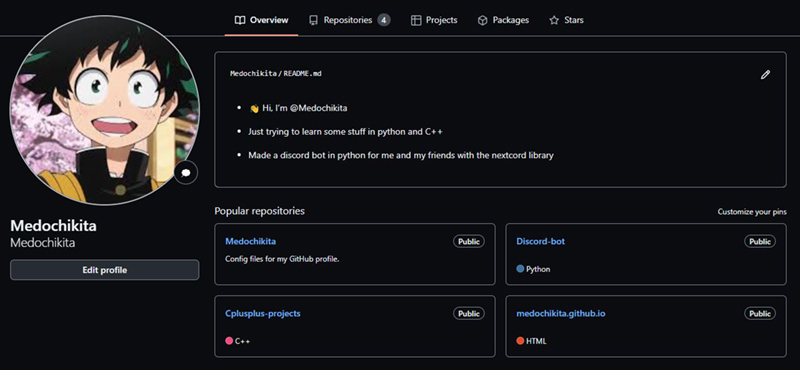 Overview Repositories 4 Projects Packages Stars
Medochikita / README.md
👋 Hi, I'm @Medochikita
Just trying to learn some stuff in python and C++
Made a discord bot in python for me and my friends with the nextcord library
Medochikita
Medochikita
Edit profile
Popular repositories
Customize your pins
Medochikita Public
Config files for my GitHub profile.
Discord-bot Public
Python
Cplusplus-projects Public
C++
medochikita.github.io Public
HTML